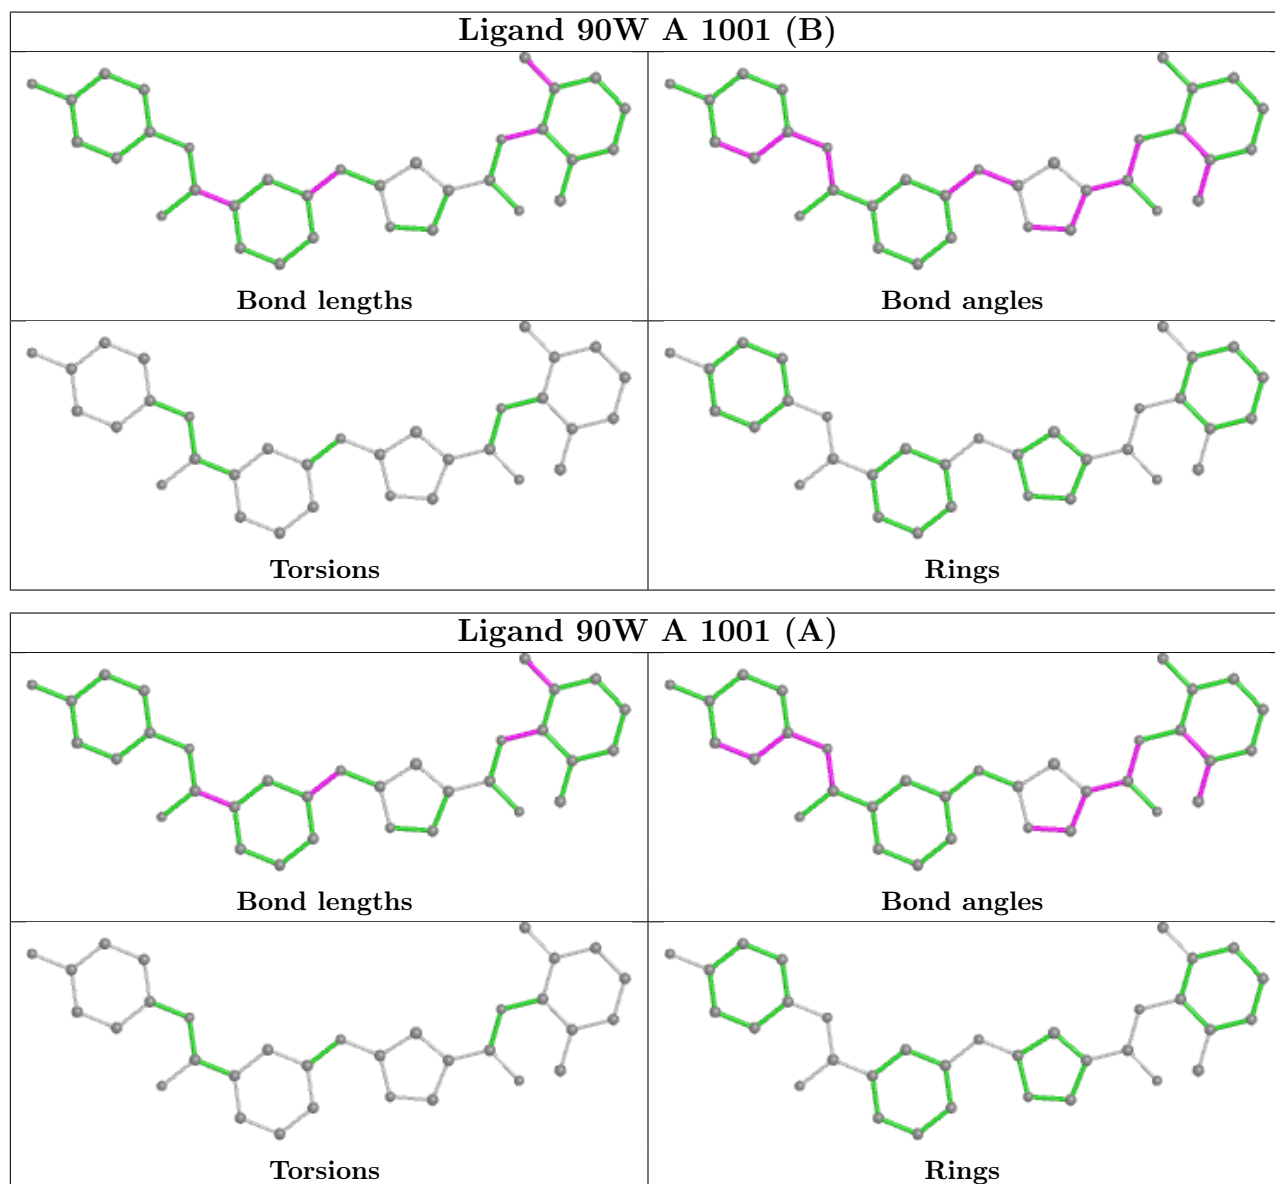 Ligand 90W A 1001 (B)
Bond lengths
Bond angles
Torsions
Rings
Ligand 90W A 1001 (A)
Bond lengths
Bond angles
Torsions
Rings